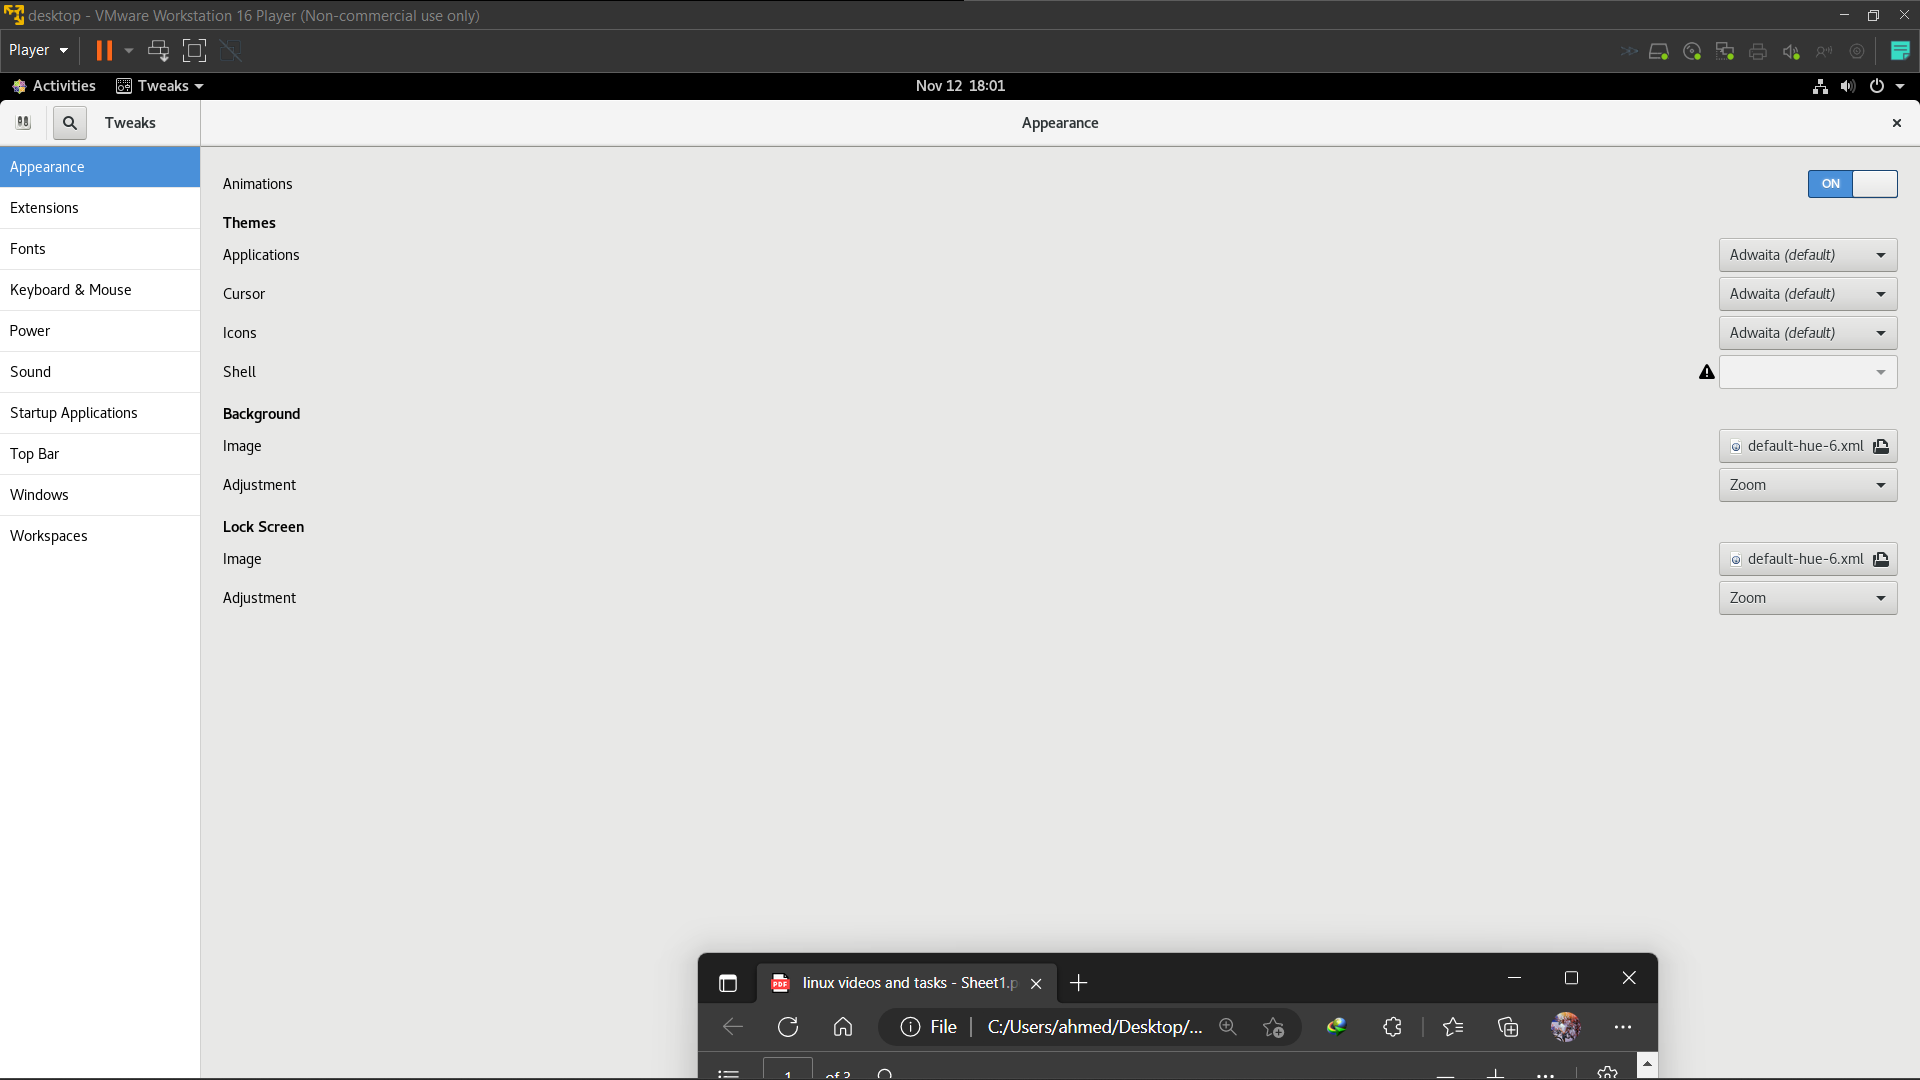 desktop - VMware Workstation 16 Player (Non-commercial use only)
Player
Activities
Tweaks
Nov 12 18:01
Tweaks
Appearance
Appearance
Extensions
Fonts
Keyboard & Mouse
Power
Sound
Startup Applications
Top Bar
Windows
Workspaces
Animations
ON
Themes
Applications
Adwaita (default)
Cursor
Adwaita (default)
Icons
Adwaita (default)
Shell
Background
Image
default-hue-6.xml
Adjustment
Zoom
Lock Screen
Image
default-hue-6.xml
Adjustment
Zoom
PDF
linux videos and tasks - Sheet1.p
File
C:/Users/ahmed/Desktop/...
1
of 3